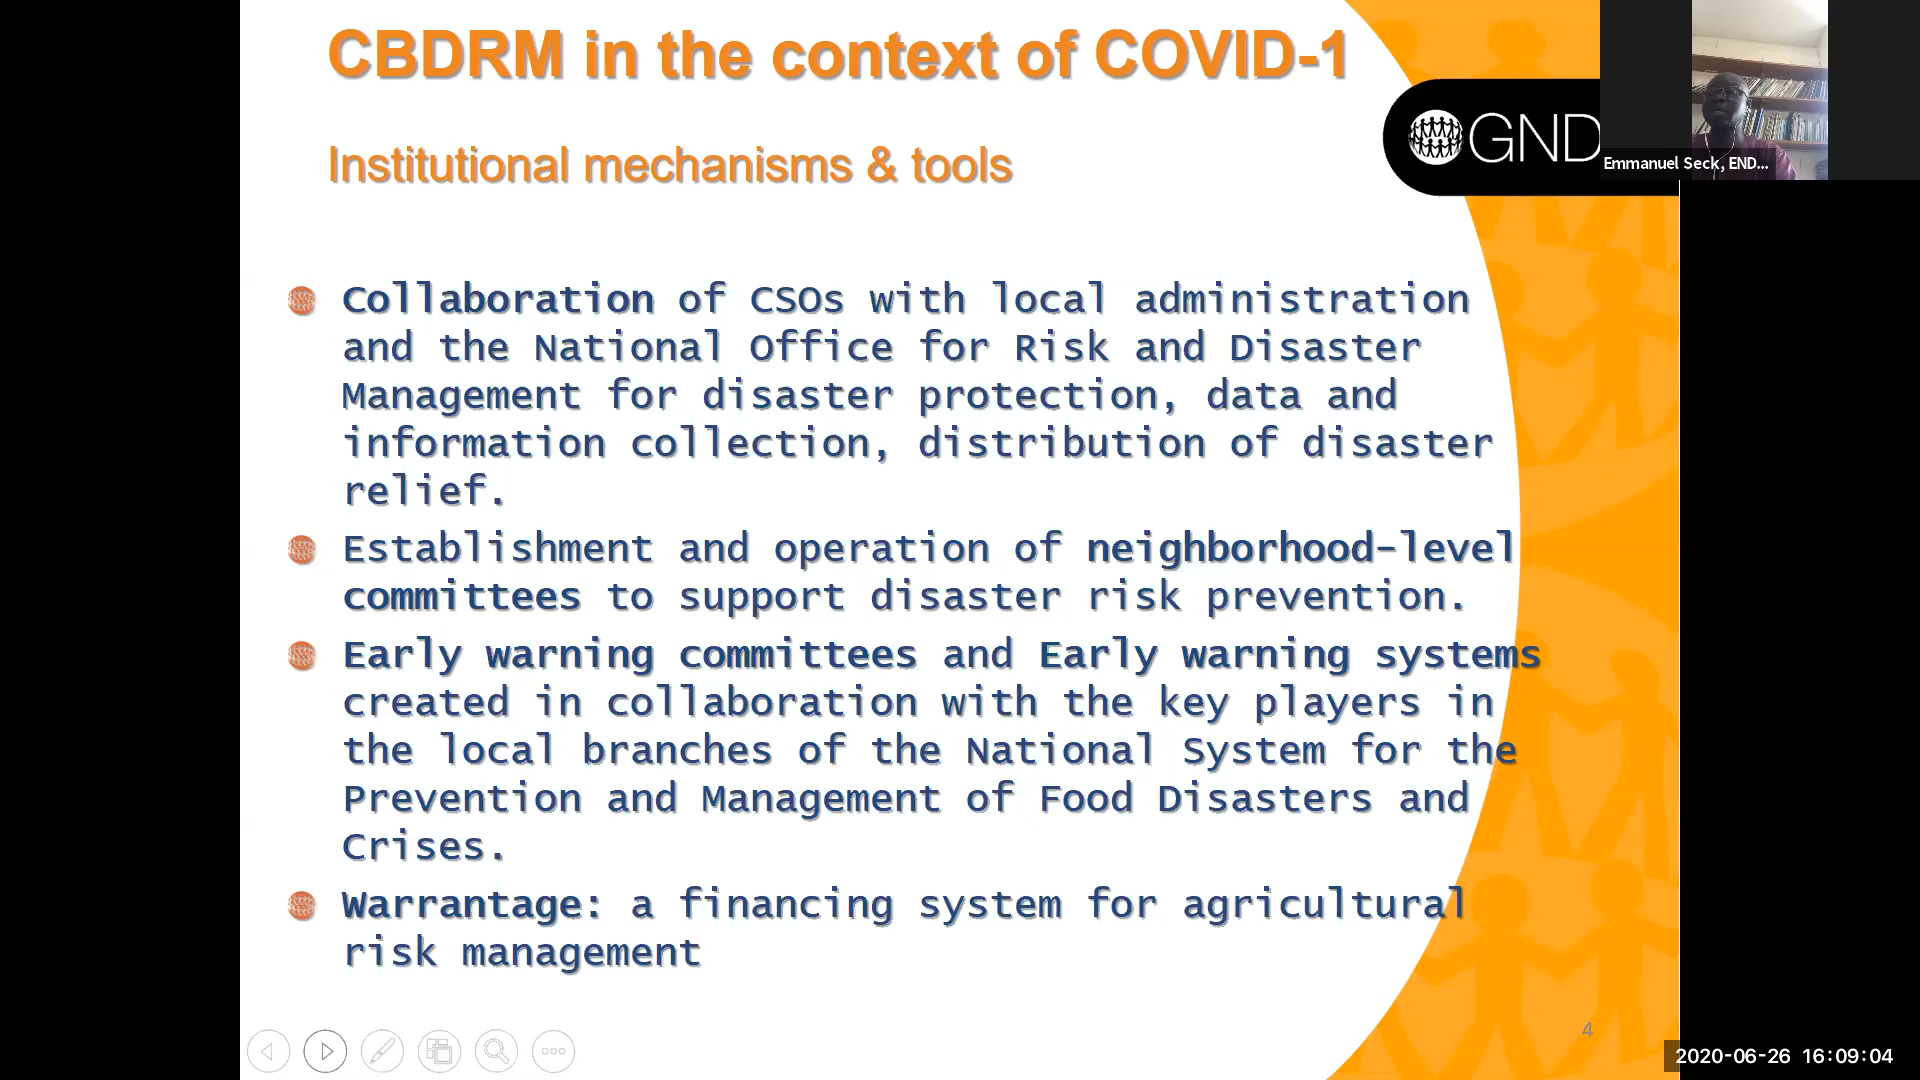 CBDRM in the context of COVID-1
GND
Emmanuel Seck, END...
Institutional mechanisms & tools
Collaboration of CSOs with local administration
and the National Office for Risk and Disaster
Management for disaster protection, data and
information collection, distribution of disaster
relief.
Establishment and operation of neighborhood-level
committees to support disaster risk prevention.
Early warning committees and Early warning systems
created in collaboration with the key players in
the local branches of the National System for the
Prevention and Management of Food Disasters and
Crises.
Warrantage: a financing system for agricultural
risk management
4
2020-06-26 16:09:04